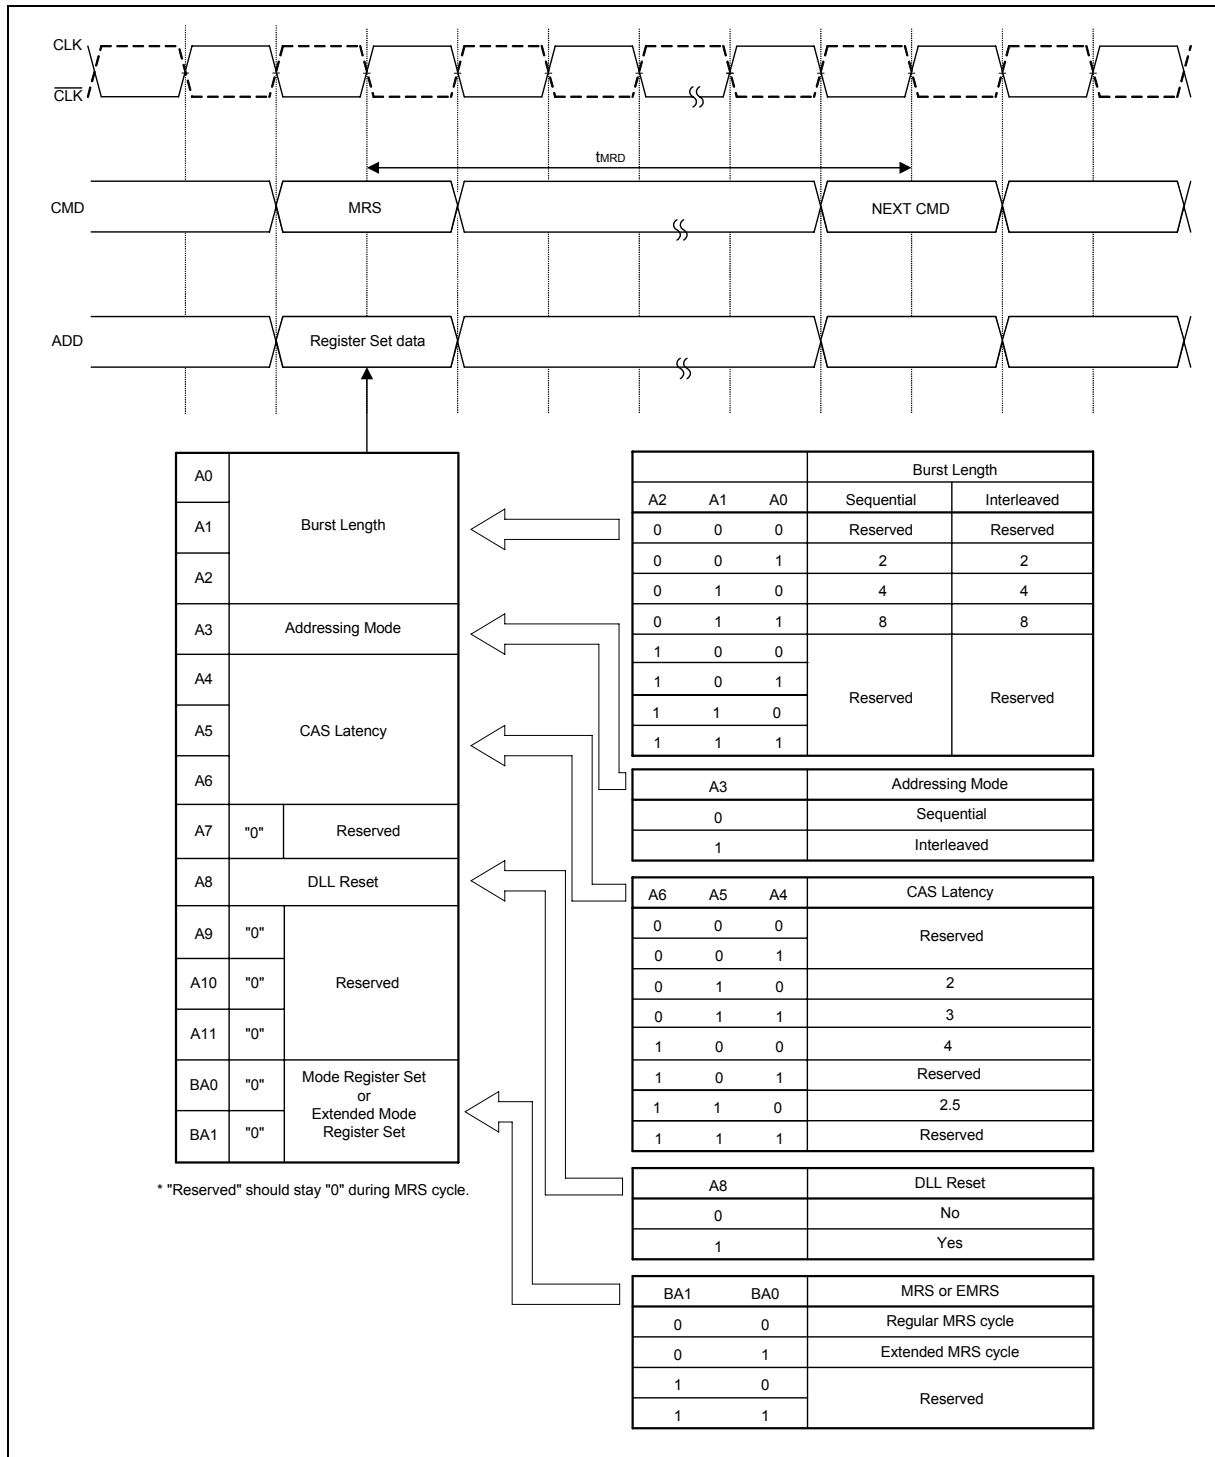 CLK
CLK
tMRD
CMD MRS NEXT CMD
ADD Register Set data
A0
A1 Burst Length
A2
A3 Addressing Mode
A4
A5 CAS Latency
A6
A7 "0" Reserved
A8 DLL Reset
A9 "0"
A10 "0" Reserved
A11 "0"
BA0 "0" Mode Register Set
or
Extended Mode
BA1 "0" Register Set
* "Reserved" should stay "0" during MRS cycle.
Burst Length
A2 A1 A0 Sequential Interleaved
0 0 0 Reserved Reserved
0 0 1 2 2
0 1 0 4 4
0 1 1 8 8
1 0 0
1 0 1
Reserved Reserved
1 1 0
1 1 1
A3 Addressing Mode
0 Sequential
1 Interleaved
A6 A5 A4 CAS Latency
0 0 0
Reserved
0 0 1
0 1 0 2
0 1 1 3
1 0 0 4
1 0 1 Reserved
1 1 0 2.5
1 1 1 Reserved
A8 DLL Reset
0 No
1 Yes
BA1 BA0 MRS or EMRS
0 0 Regular MRS cycle
0 1 Extended MRS cycle
1 0
Reserved
1 1